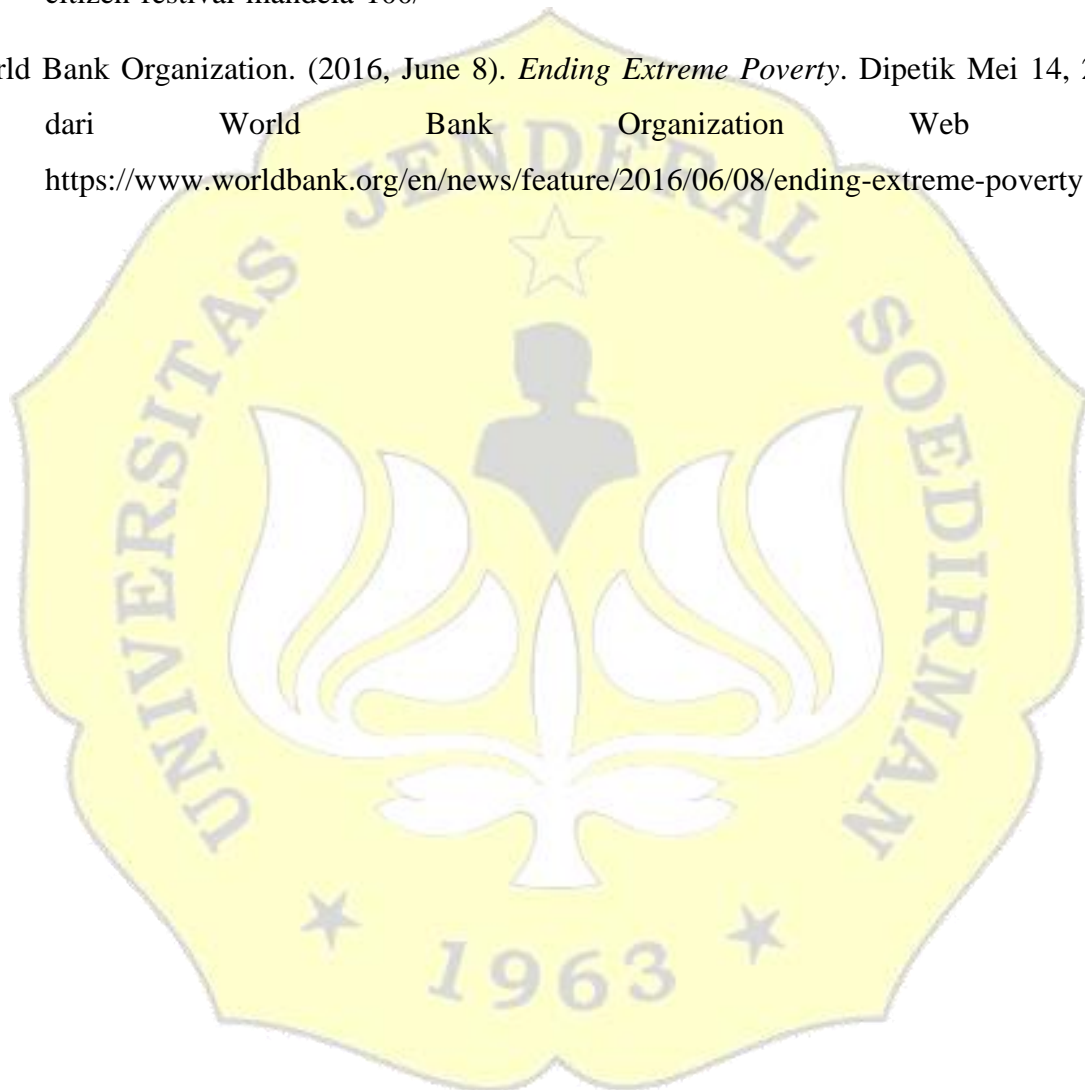 citizen-festival-mandela-100/
rld Bank Organization. (2016, June 8). Ending Extreme Poverty. Dipetik Mei 14, 2
dari World Bank Organization Web
https://www.worldbank.org/en/news/feature/2016/06/08/ending-extreme-poverty
UNIVERSITAS JENDERAL SOEDIRMAN
1963